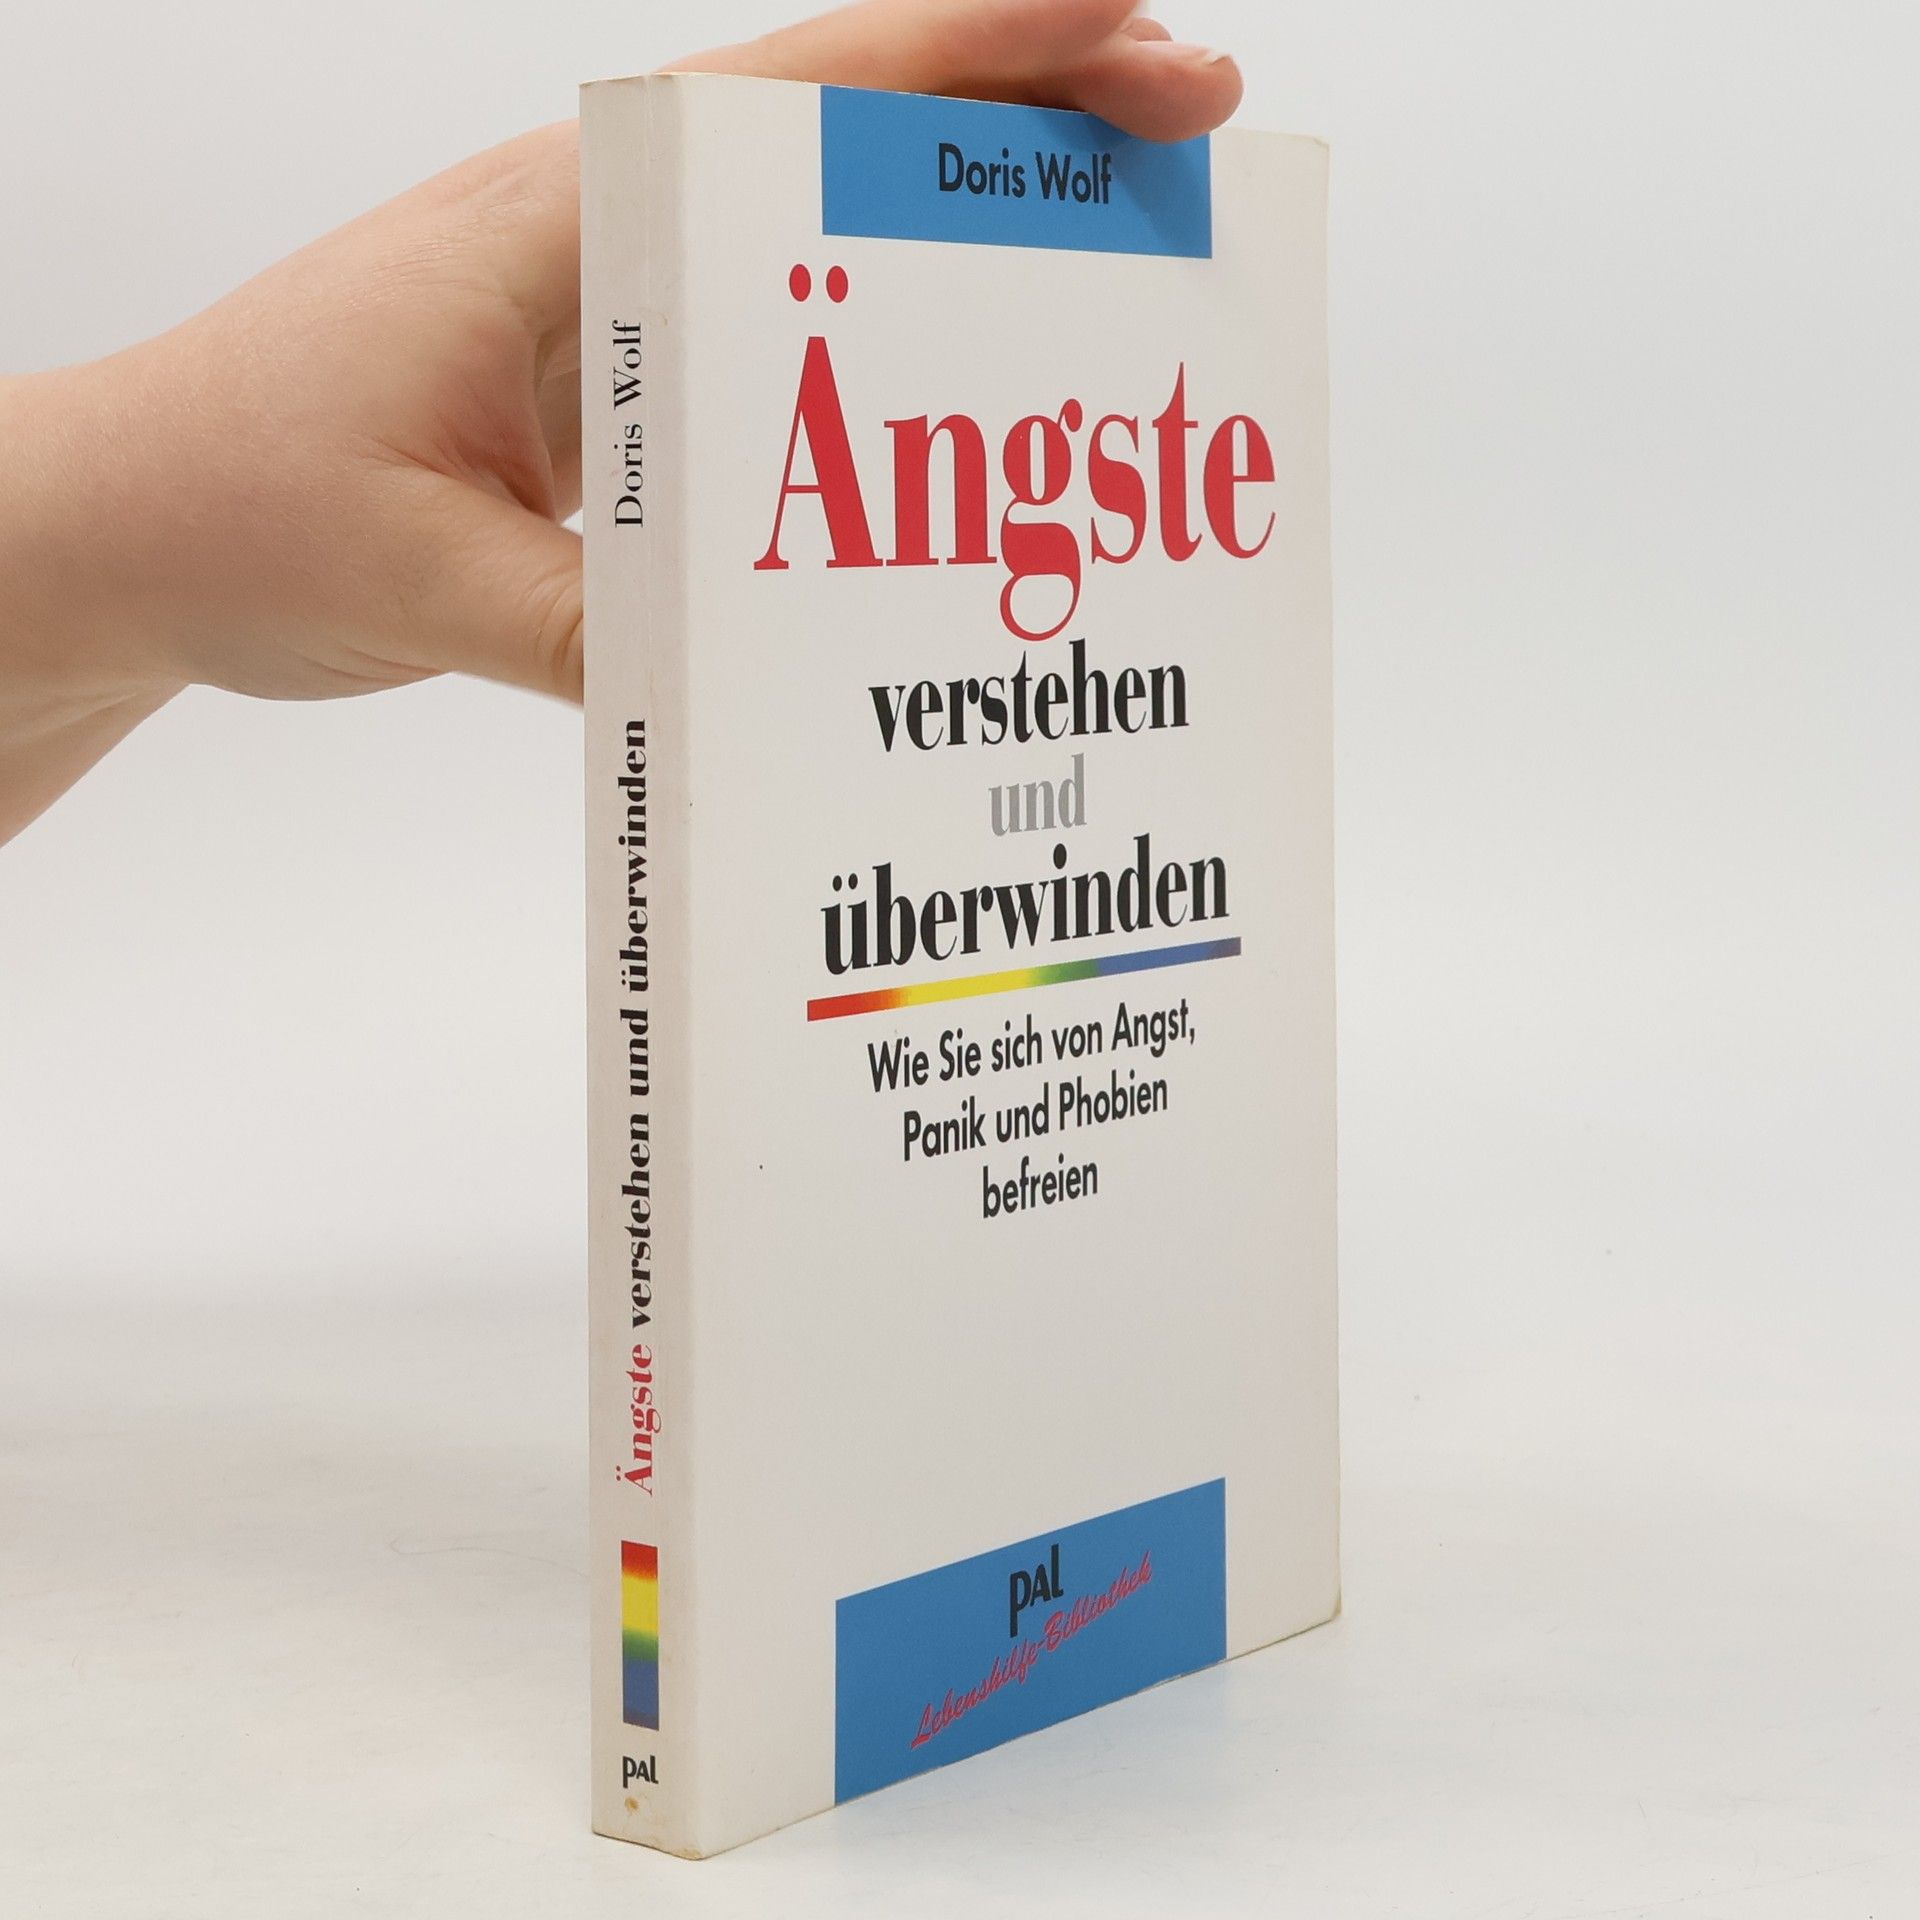 Doris Wolf
Ängste
verstehen
und
überwinden
Wie Sie sich von Angst,
Panik und Phobien
befreien
pal
Lebenshilfe-Bibliothek
Doris Wolf
Ängste verstehen und überwinden
pal